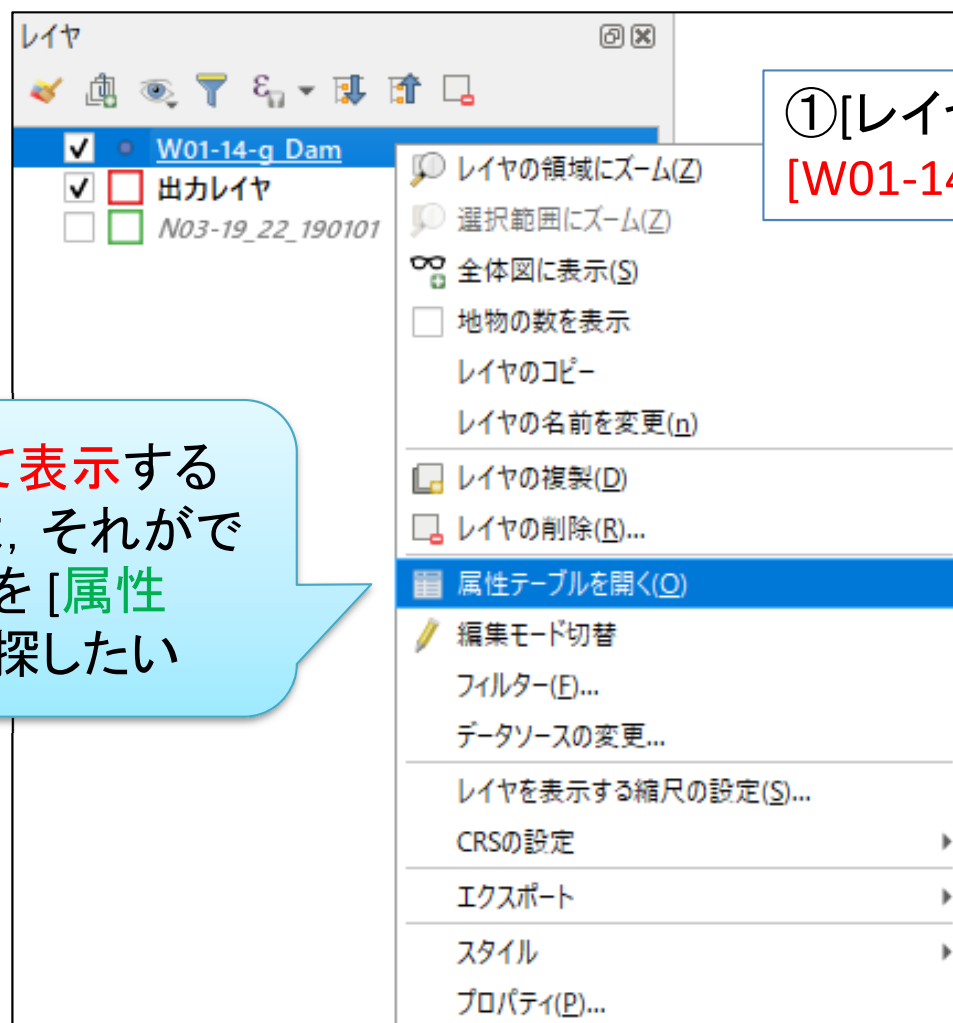 レイヤ
①[レイヤ
[W01-14
W01-14-g_Dam
出力レイヤ
N03-19_22_190101
レイヤの領域にズーム(Z)
選択範囲にズーム(Z)
全体図に表示(S)
地物の数を表示
レイヤのコピー
レイヤの名前を変更(n)
レイヤの複製(D)
レイヤの削除(R)...
属性テーブルを開く(O)
編集モード切替
フィルター(F)...
データソースの変更...
レイヤを表示する縮尺の設定(S)...
CRSの設定
エクスポート
スタイル
プロパティ(P)...
て表示する
, それがで
を [属性
探したい